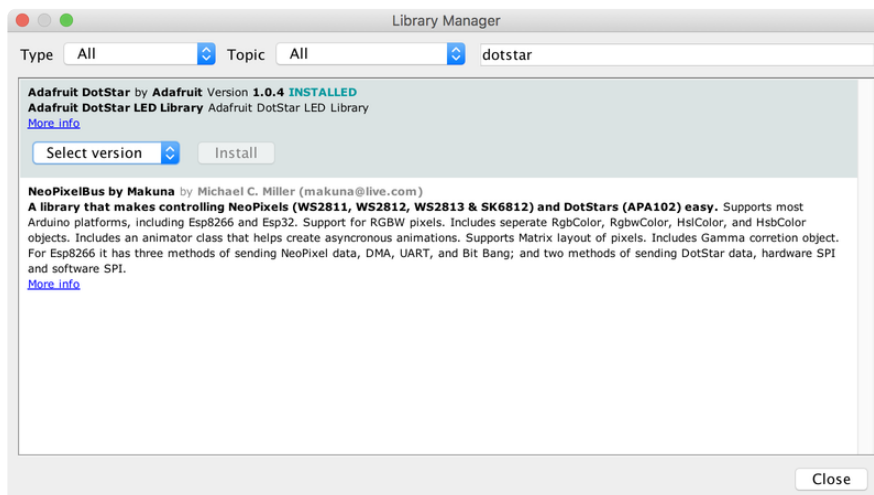 Library Manager
Type All Topic All dotstar
Adafruit DotStar by Adafruit Version 1.0.4 INSTALLED
Adafruit DotStar LED Library Adafruit DotStar LED Library
More info
Select version Install
NeoPixelBus by Makuna by Michael C. Miller (makuna@live.com)
A library that makes controlling NeoPixels (WS2811, WS2812, WS2813 & SK6812) and DotStars (APA102) easy. Supports most
Arduino platforms, including Esp8266 and Esp32. Support for RGBW pixels. Includes seperate RgbColor, RgbwColor, HslColor, and HsbColor
objects. Includes an animator class that helps create asyncronous animations. Supports Matrix layout of pixels. Includes Gamma corretion object.
For Esp8266 it has three methods of sending NeoPixel data, DMA, UART, and Bit Bang; and two methods of sending DotStar data, hardware SPI
and software SPI.
More info
Close